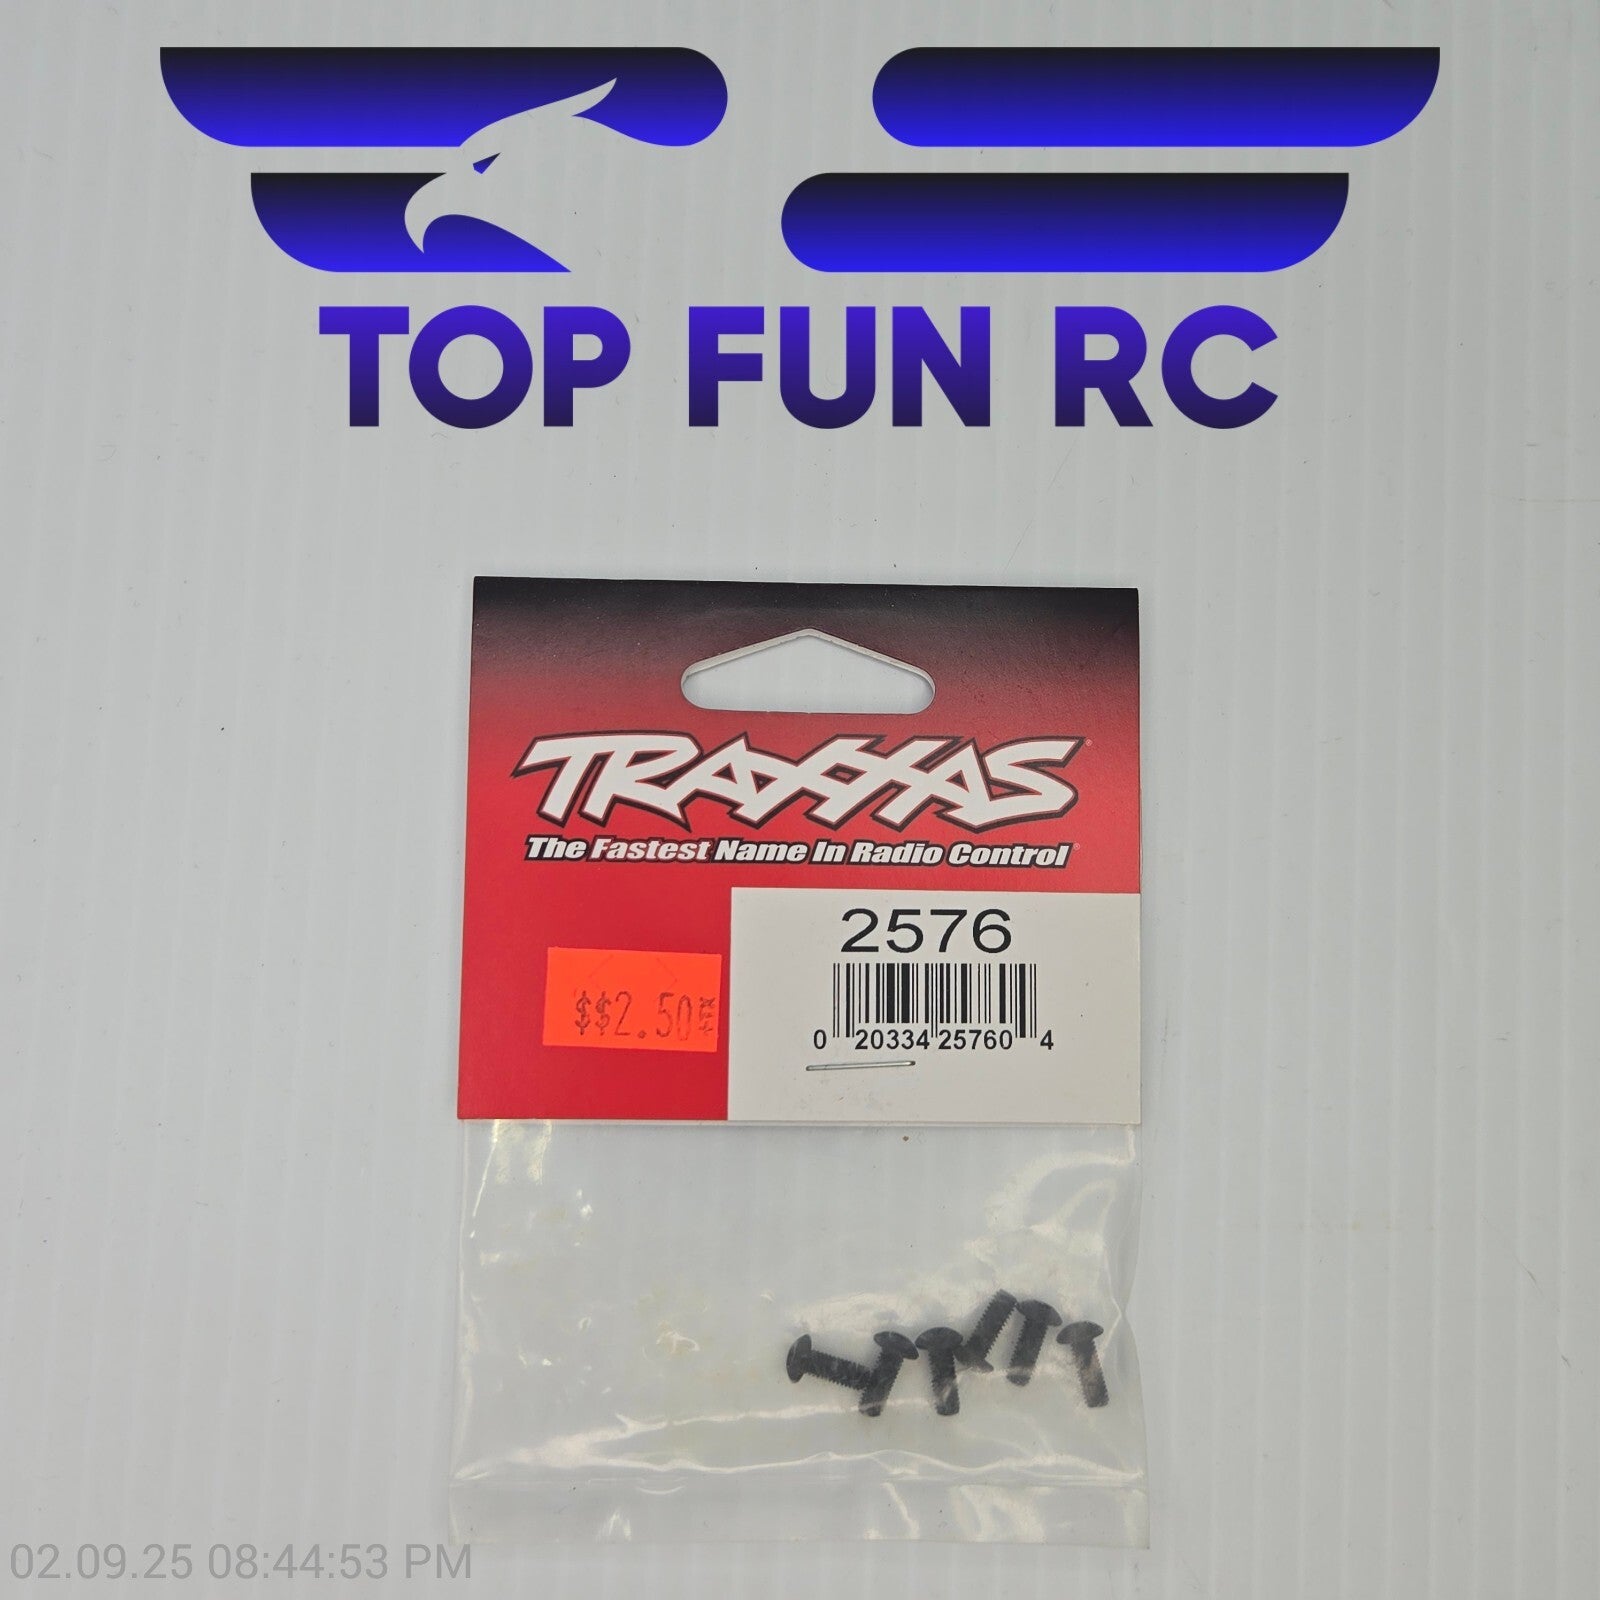 TOP FUN RC
TRAXXAS
The Fastest Name In Radio Control
2576
$$2.50
0 20334 25760 4
02.09.25 08:44:53 PM